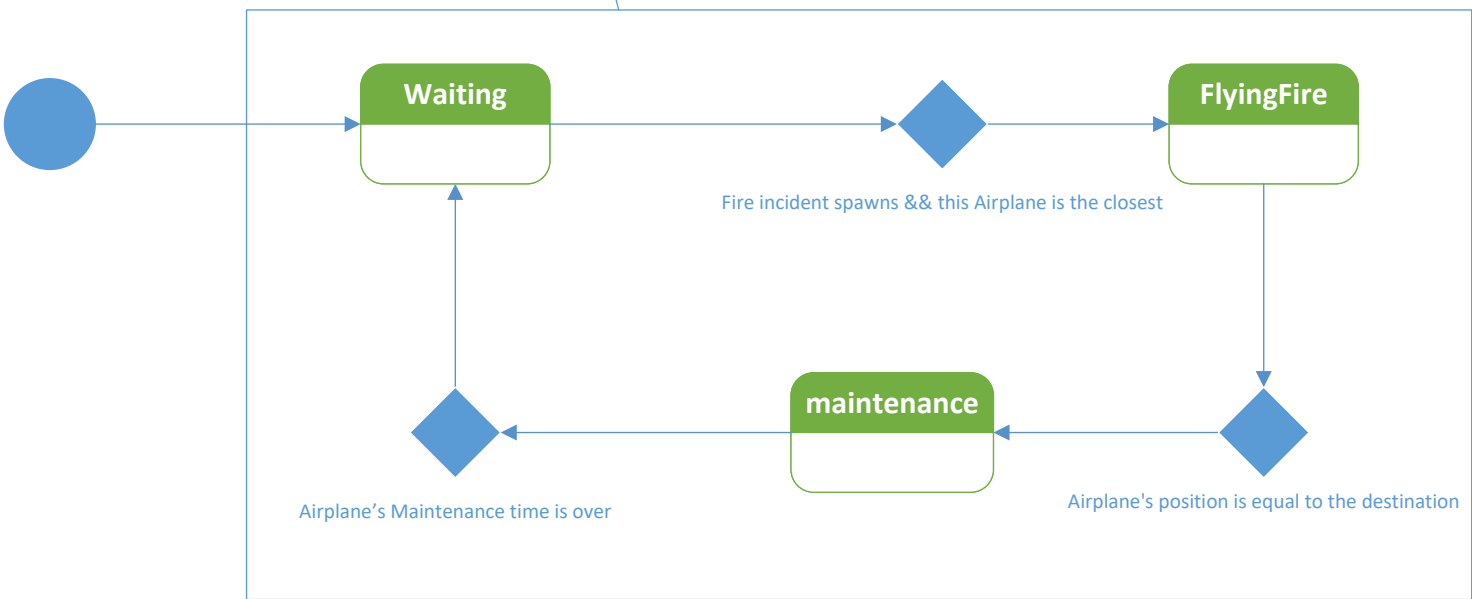 Waiting
FlyingFire
Fire incident spawns && this Airplane is the closest
maintenance
Airplane’s Maintenance time is over
Airplane's position is equal to the destination